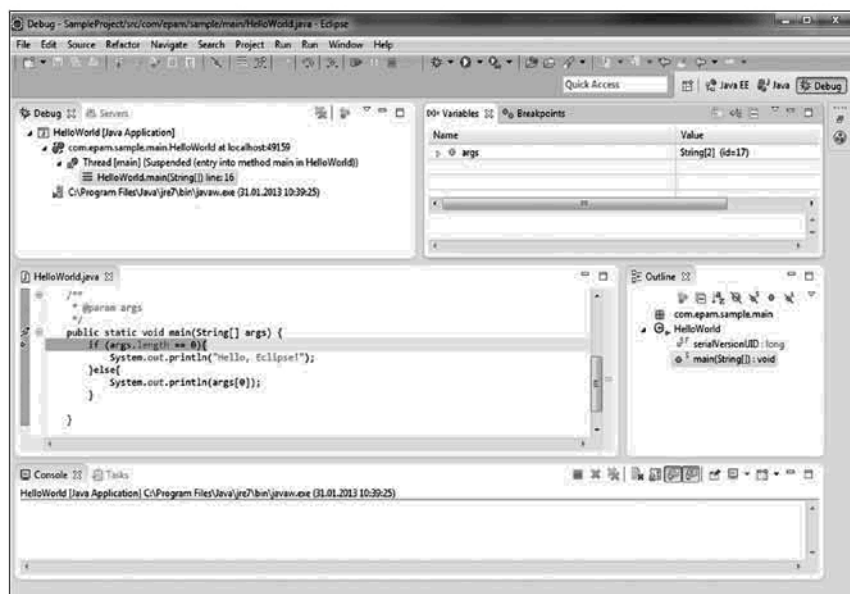 Debug - SampleProject/src/com/epam/sample/main/HelloWorld.java - Eclipse
File Edit Source Refactor Navigate Search Project Run Run Window Help
Quick Access Java EE Java Debug
Debug Servers
HelloWorld [Java Application]
com.epam.sample.main.HelloWorld at localhost:49159
Thread [main] (Suspended (entry into method main in HelloWorld))
HelloWorld.main(String[]) line: 16
C:\Program Files\Java\jre7\bin\javaw.exe (31.01.2013 10:39:25)
Variables Breakpoints
Name Value
args String[2] (id=17)
HelloWorld.java
/**
* @param args
*/
public static void main(String[] args) {
if (args.length == 0){
System.out.println("Hello, Eclipse!");
}else{
System.out.println(args[0]);
}
}
Outline
com.epam.sample.main
HelloWorld
serialVersionUID : long
main(String[]) : void
Console Tasks
HelloWorld [Java Application] C:\Program Files\Java\jre7\bin\javaw.exe (31.01.2013 10:39:25)